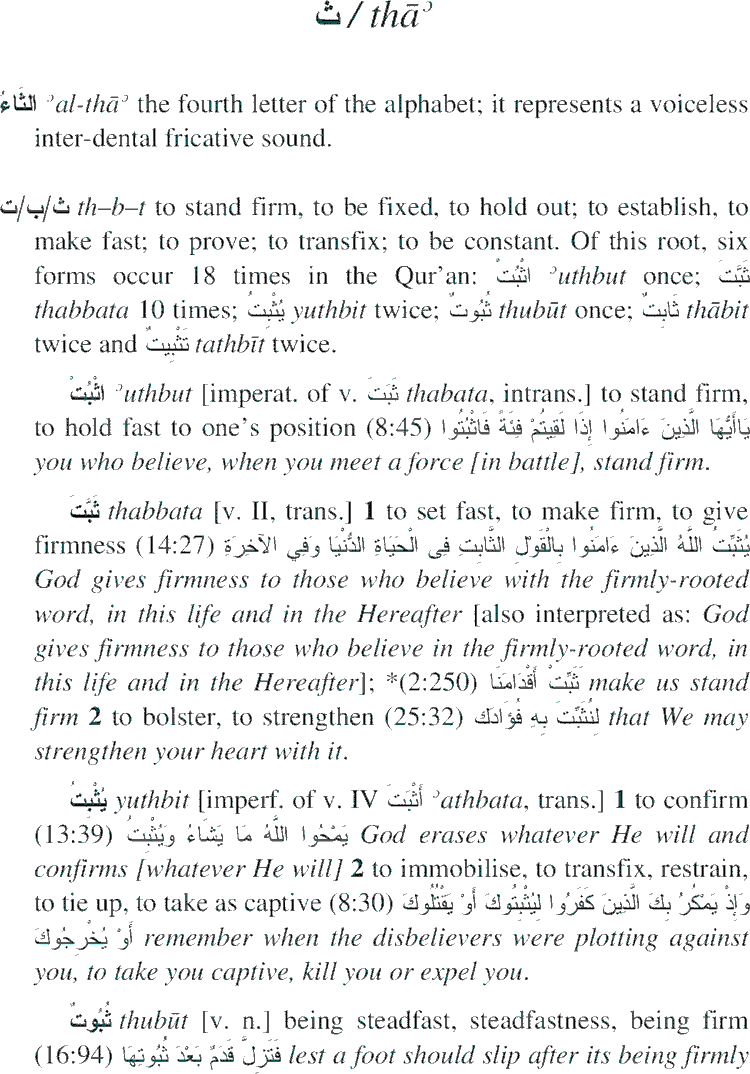 ث / thāʾ
الثَّاءُ ʾal-thāʾ the fourth letter of the alphabet; it represents a voiceless
inter-dental fricative sound.
ث/ب/ت th–b–t to stand firm, to be fixed, to hold out; to establish, to
make fast; to prove; to transfix; to be constant. Of this root, six
forms occur 18 times in the Qur'an: اثْبُتْ ʾuthbut once; ثَبَّتَ
thabbata 10 times; يُثْبِتُ yuthbit twice; ثُبُوتٌ thubūt once; ثَابِتٌ thābit
twice and تَثْبِيتٌ tathbīt twice.
اثْبُتْ ʾuthbut [imperat. of v. ثَبَتَ thabata, intrans.] to stand firm,
to hold fast to one's position (8:45) يَاأَيُّهَا الَّذِينَ ءَامَنُوا إِذَا لَقِيتُمْ فِئَةً فَاثْبُتُوا
you who believe, when you meet a force [in battle], stand firm.
ثَبَّتَ thabbata [v. II, trans.] 1 to set fast, to make firm, to give
firmness (14:27) يُثَبِّتُ اللَّهُ الَّذِينَ ءَامَنُوا بِالْقَوْلِ الثَّابِتِ فِى الْحَيَاةِ الدُّنْيَا وَفِي الآخِرَةِ
God gives firmness to those who believe with the firmly-rooted
word, in this life and in the Hereafter [also interpreted as: God
gives firmness to those who believe in the firmly-rooted word, in
this life and in the Hereafter]; *(2:250) ثَبِّتْ أَقْدَامَنَا make us stand
firm 2 to bolster, to strengthen (25:32) لِنُثَبِّتَ بِهِ فُؤَادَكَ that We may
strengthen your heart with it.
يُثْبِتُ yuthbit [imperf. of v. IV أَثْبَتَ ʾathbata, trans.] 1 to confirm
(13:39) يَمْحُوا اللَّهُ مَا يَشَاءُ وَيُثْبِتُ God erases whatever He will and
confirms [whatever He will] 2 to immobilise, to transfix, restrain,
to tie up, to take as captive (8:30) وَإِذْ يَمْكُرُ بِكَ الَّذِينَ كَفَرُوا لِيُثْبِتُوكَ أَوْ يَقْتُلُوكَ
أَوْ يُخْرِجُوكَ remember when the disbelievers were plotting against
you, to take you captive, kill you or expel you.
ثُبُوتٌ thubūt [v. n.] being steadfast, steadfastness, being firm
(16:94) فَتَزِلَّ قَدَمٌ بَعْدَ ثُبُوتِهَا lest a foot should slip after its being firmly